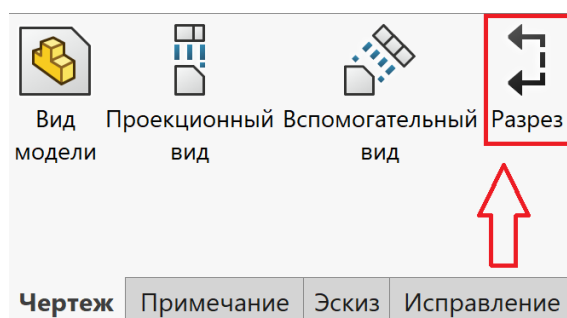 Вид Проекционный Вспомогательный Разрез
модели вид вид
Чертеж Примечание Эскиз Исправление